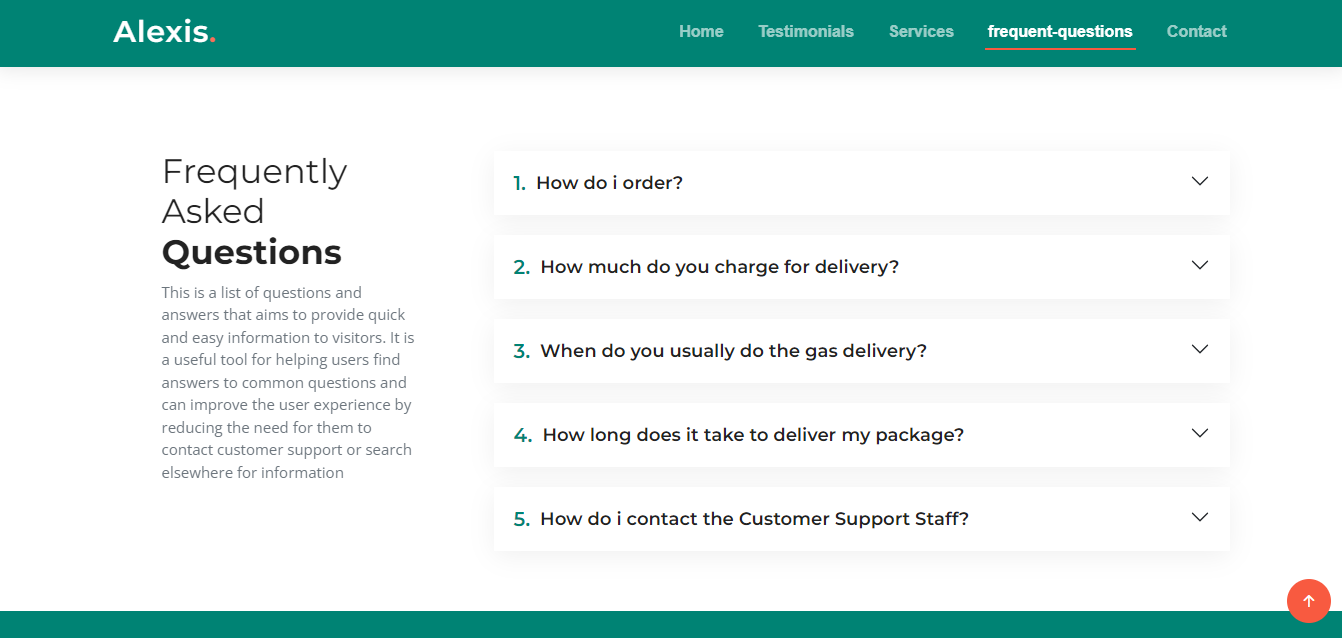 Alexis.
Home Testimonials Services frequent-questions Contact
Frequently
Asked
Questions
This is a list of questions and
answers that aims to provide quick
and easy information to visitors. It is
a useful tool for helping users find
answers to common questions and
can improve the user experience by
reducing the need for them to
contact customer support or search
elsewhere for information
1. How do i order?
2. How much do you charge for delivery?
3. When do you usually do the gas delivery?
4. How long does it take to deliver my package?
5. How do i contact the Customer Support Staff?